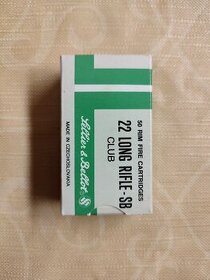 50 RIM FIRE CARTRIDGES
22 LONG RIFLE - SB
CLUB
Sellier & Bellot
MADE IN CZECHOSLOVAKIA